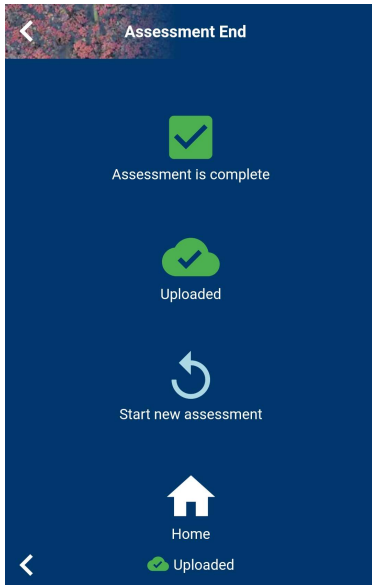 Assessment End
Assessment is complete
Uploaded
Start new assessment
Home
Uploaded